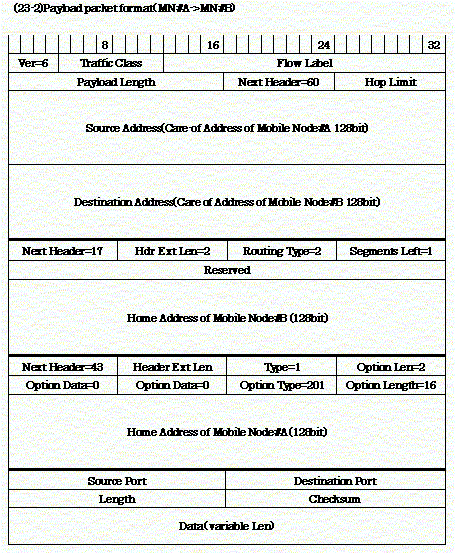 (23-2)Payload packet format(MN#A->MN#B)
8 16 24 32
Ver=6 Traffic Class Flow Label
Payload Length Next Header=60 Hop Limit
Source Address(Care-of Address of Mobile Node#A 128bit)
Destination Address(Care of Address of Mobile Node#B 128bit)
Next Header=17 Hdr Ext Len=2 Routing Type=2 Segments Left=1
Reserved
Home Address of Mobile Node#B (128bit)
Next Header=43 Header Ext Len Type=1 Option Len=2
Option Data=0 Option Data=0 Option Type=201 Option Length=16
Home Address of Mobile Node#A(128bit)
Source Port Destination Port
Length Checksum
Data(variable Len)